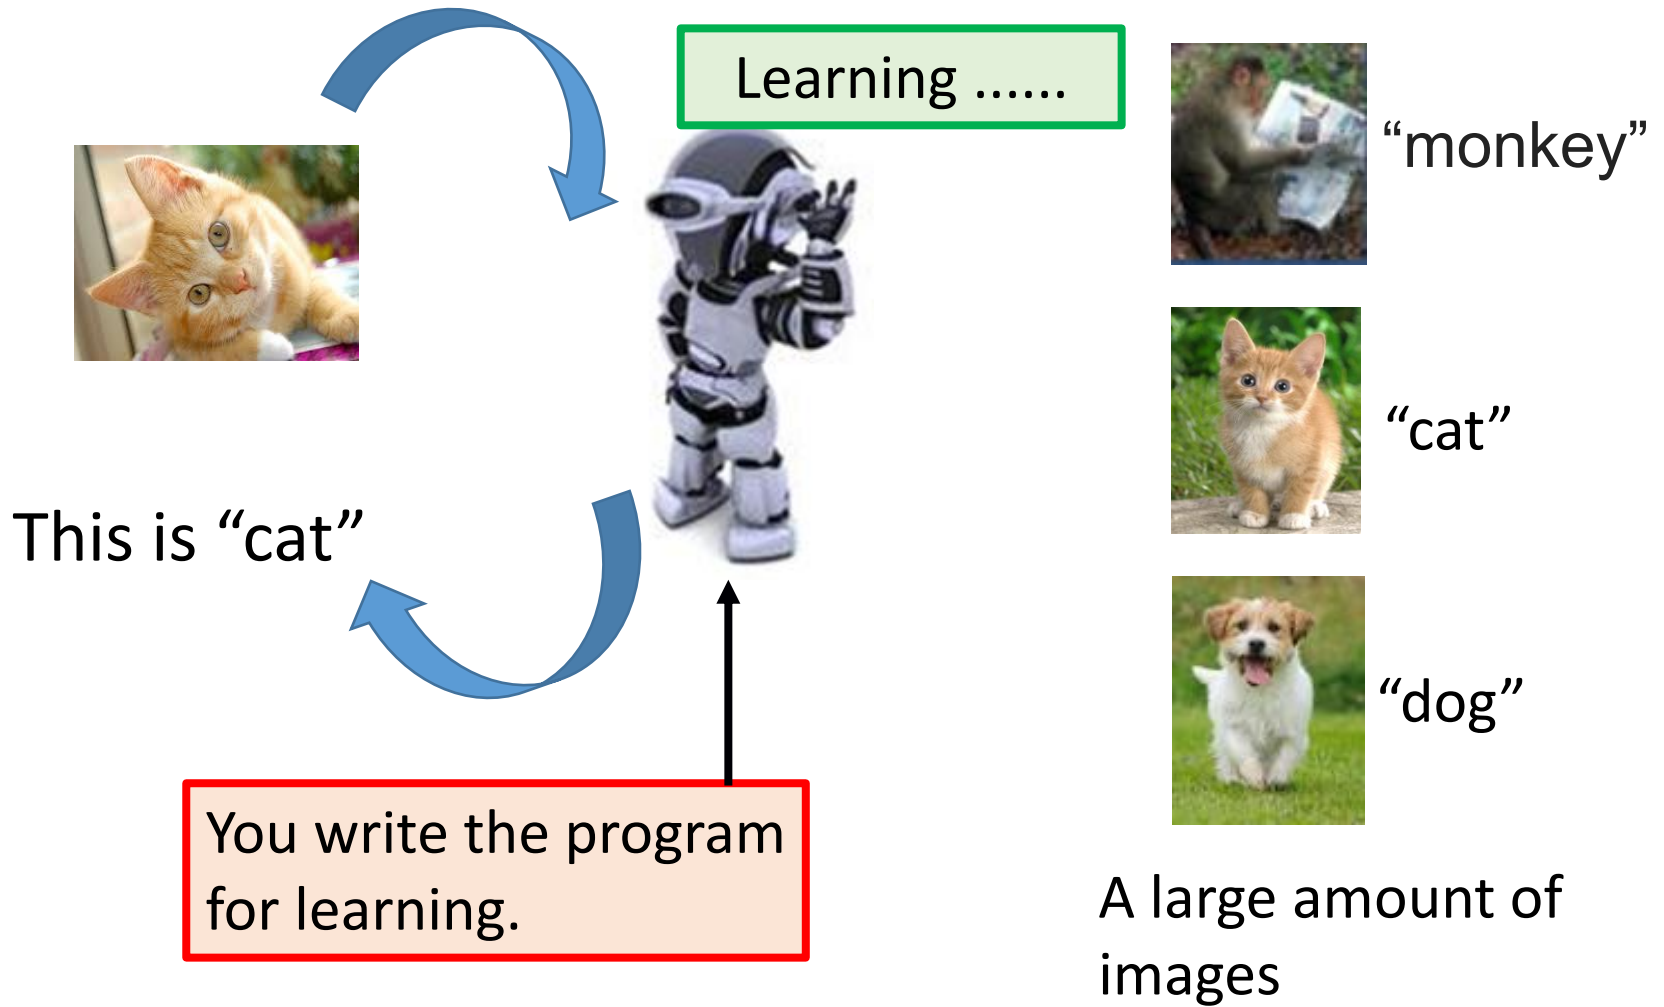 Learning ......
“monkey”
“cat”
This is “cat”
“dog”
You write the program
for learning.
A large amount of
images